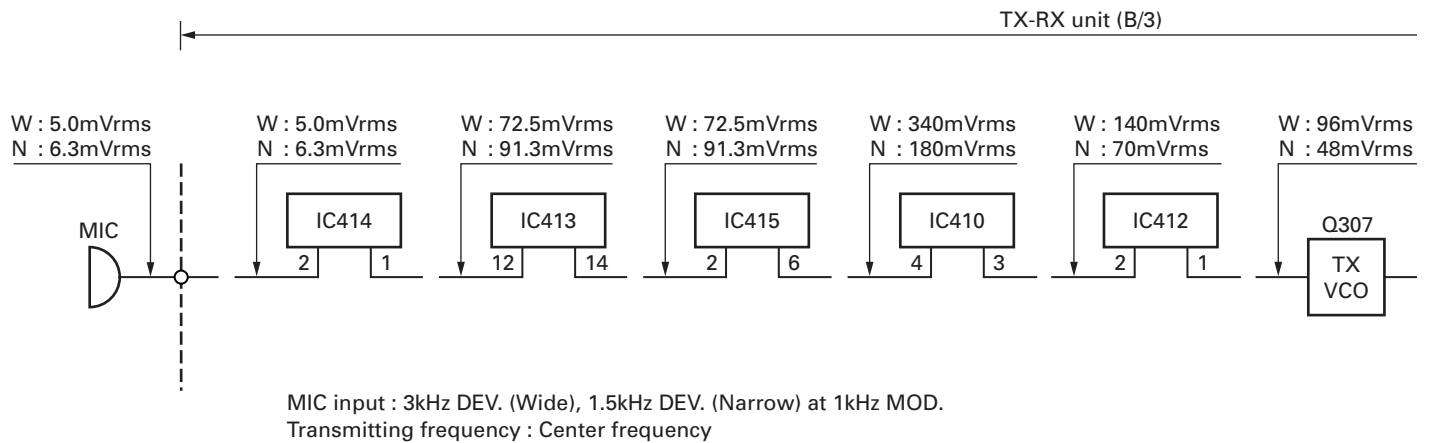 TX-RX unit (B/3)
W : 5.0mVrms
N : 6.3mVrms
W : 5.0mVrms
N : 6.3mVrms
W : 72.5mVrms
N : 91.3mVrms
W : 72.5mVrms
N : 91.3mVrms
W : 340mVrms
N : 180mVrms
W : 140mVrms
N : 70mVrms
W : 96mVrms
N : 48mVrms
MIC
IC414
2 1
IC413
12 14
IC415
2 6
IC410
4 3
IC412
2 1
Q307
TX
VCO
MIC input : 3kHz DEV. (Wide), 1.5kHz DEV. (Narrow) at 1kHz MOD.
Transmitting frequency : Center frequency